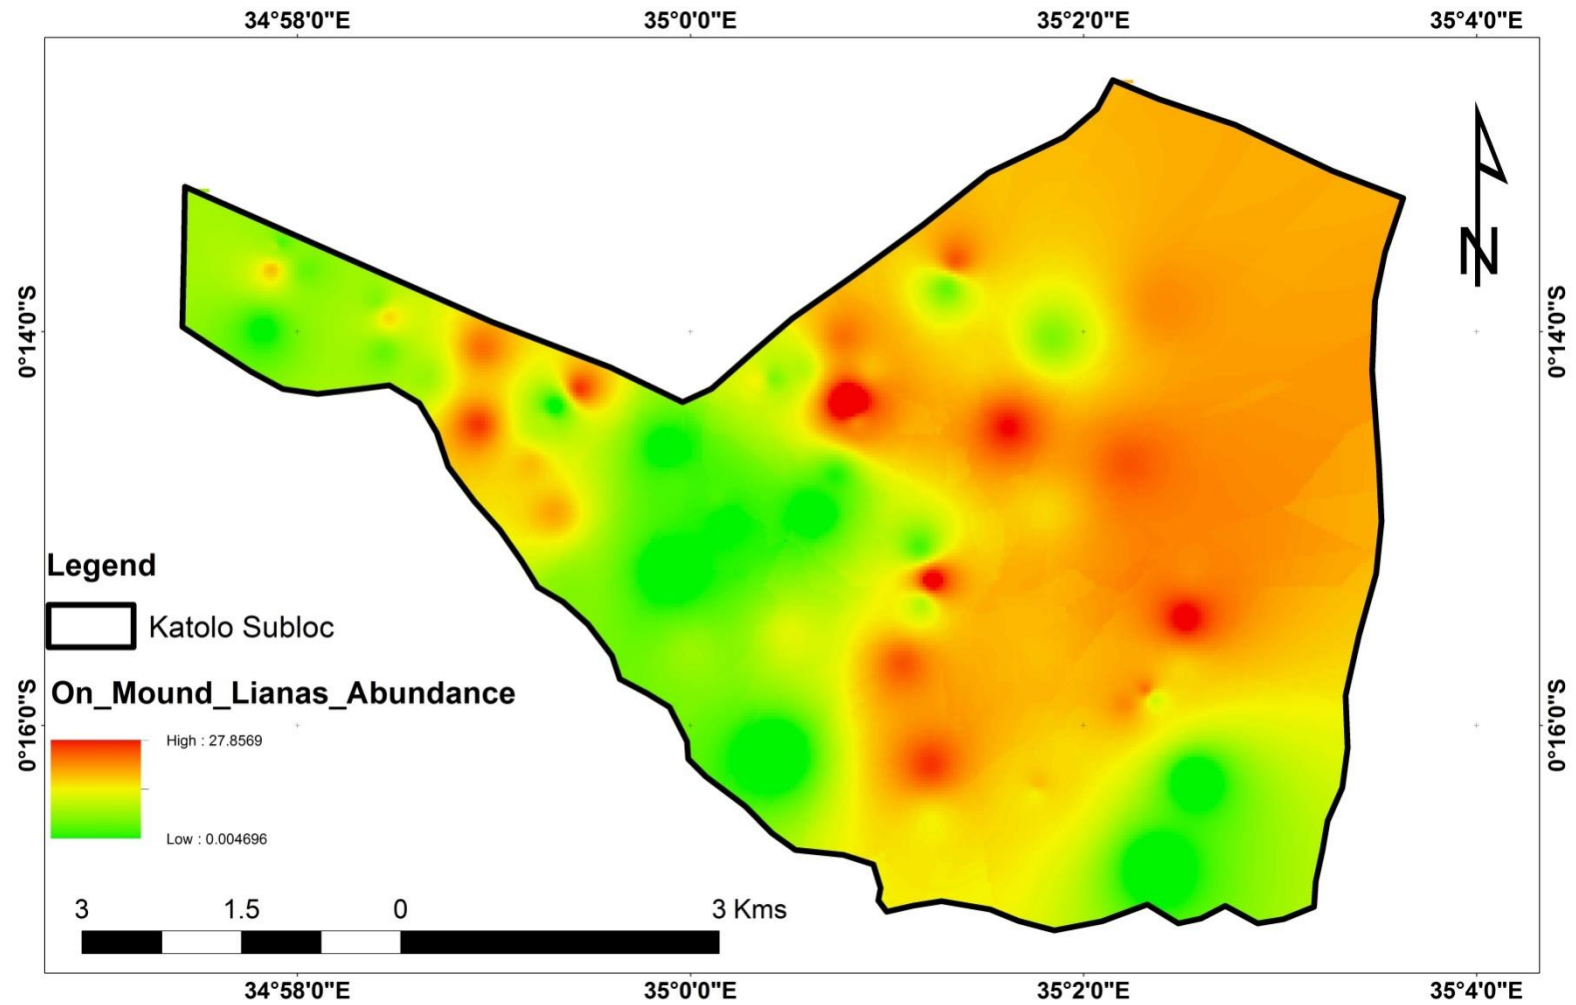 34°58'0"E 35°0'0"E 35°2'0"E 35°4'0"E
N
0°14'0"S 0°14'0"S
Legend
Katolo Subloc
On_Mound_Lianas_Abundance
0°16'0"S 0°16'0"S
High : 27.8569
Low : 0.004696
3 1.5 0 3 Kms
34°58'0"E 35°0'0"E 35°2'0"E 35°4'0"E